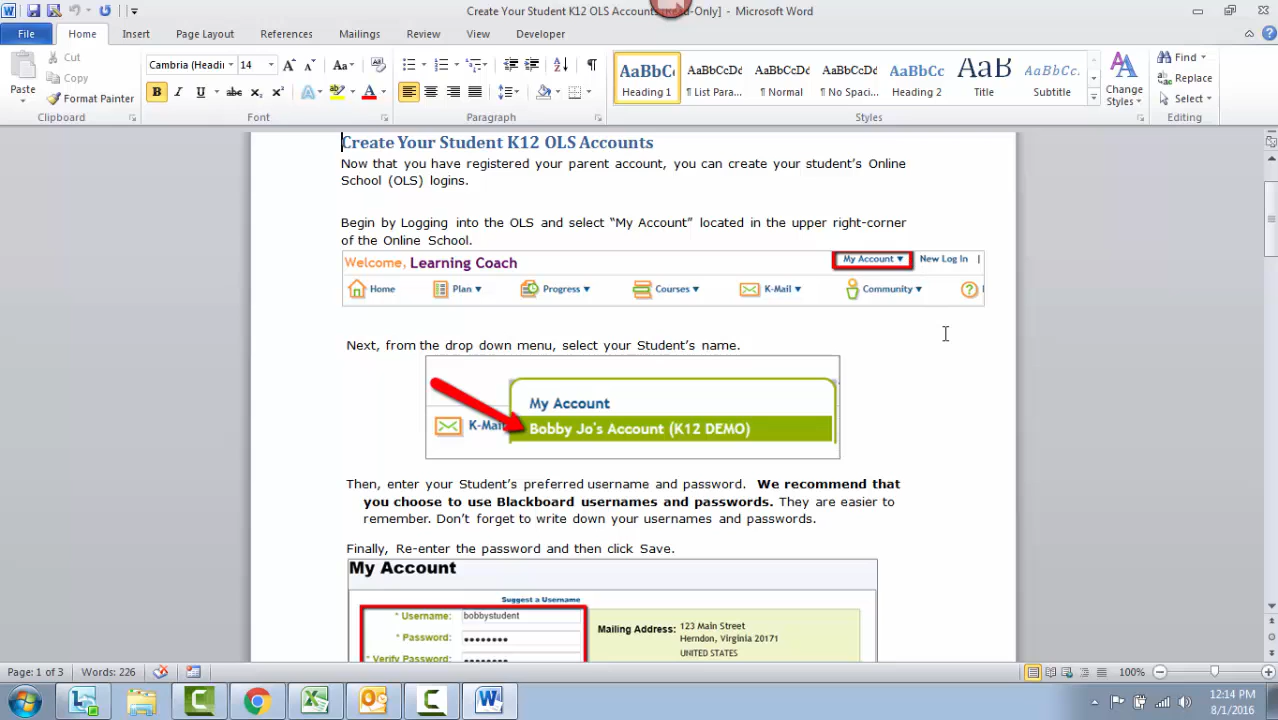 Create Your Student K12 OLS Accounts [Read-Only] - Microsoft Word
File Home Insert Page Layout References Mailings Review View Developer
Cut
Copy
Format Painter
Paste
Clipboard
Cambria (Headi 14
Font
Paragraph
AaBbC AaBbCcDd AaBbCcDd AaBbCcDd AaBbCc AaB AaBbCc
Heading 1 ¶ List Para... ¶ Normal ¶ No Spaci... Heading 2 Title Subtitle
Change
Styles
Styles
Find
Replace
Select
Editing
Create Your Student K12 OLS Accounts
Now that you have registered your parent account, you can create your student’s Online
School (OLS) logins.
Begin by Logging into the OLS and select “My Account” located in the upper right-corner
of the Online School.
Welcome, Learning Coach My Account New Log In |
Home Plan Progress Courses K-Mail Community ?
Next, from the drop down menu, select your Student’s name.
My Account
K-Mail Bobby Jo's Account (K12 DEMO)
Then, enter your Student’s preferred username and password. We recommend that
you choose to use Blackboard usernames and passwords. They are easier to
remember. Don’t forget to write down your usernames and passwords.
Finally, Re-enter the password and then click Save.
My Account
Suggest a Username
* Username: bobbystudent
* Password: ••••••••
* Verify Password:
Mailing Address: 123 Main Street
Herndon, Virginia 20171
UNITED STATES
Page: 1 of 3 Words: 226 100%
12:14 PM
8/1/2016